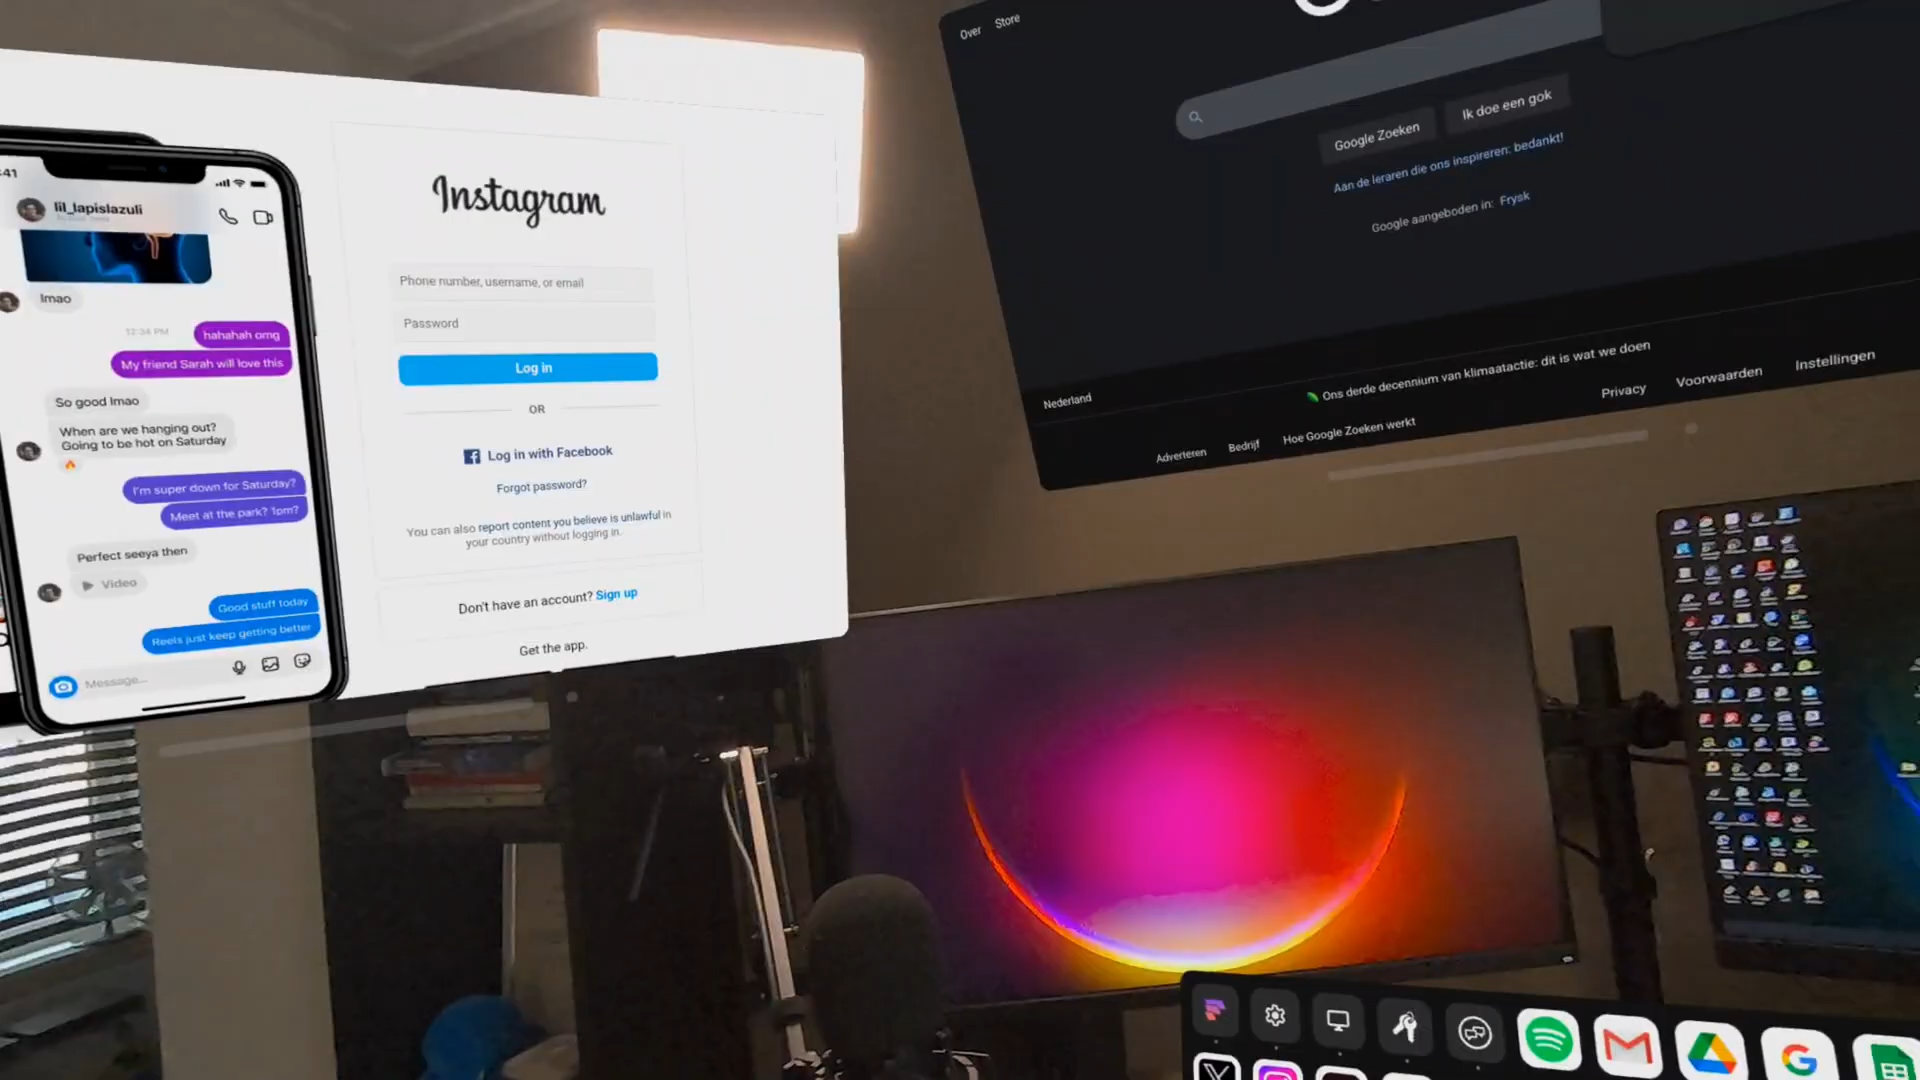 :41
lil_lapislazuli
lmao
12:34 PM
hahahah omg
My friend Sarah will love this
So good lmao
When are we hanging out?
Going to be hot on Saturday
I'm super down for Saturday?
Meet at the park? 1pm?
Perfect seeya then
Video
Good stuff today
Reels just keep getting better
Message...
Instagram
Phone number, username, or email
Password
Log in
OR
Log in with Facebook
Forgot password?
You can also report content you believe is unlawful in
your country without logging in.
Don't have an account? Sign up
Get the app.
Over Store
Google Zoeken Ik doe een gok
Aan de leraren die ons inspireren: bedankt!
Google aangeboden in: Frysk
Nederland
Ons derde decennium van klimaatactie: dit is wat we doen
Adverteren Bedrijf Hoe Google Zoeken werkt
Privacy Voorwaarden Instellingen